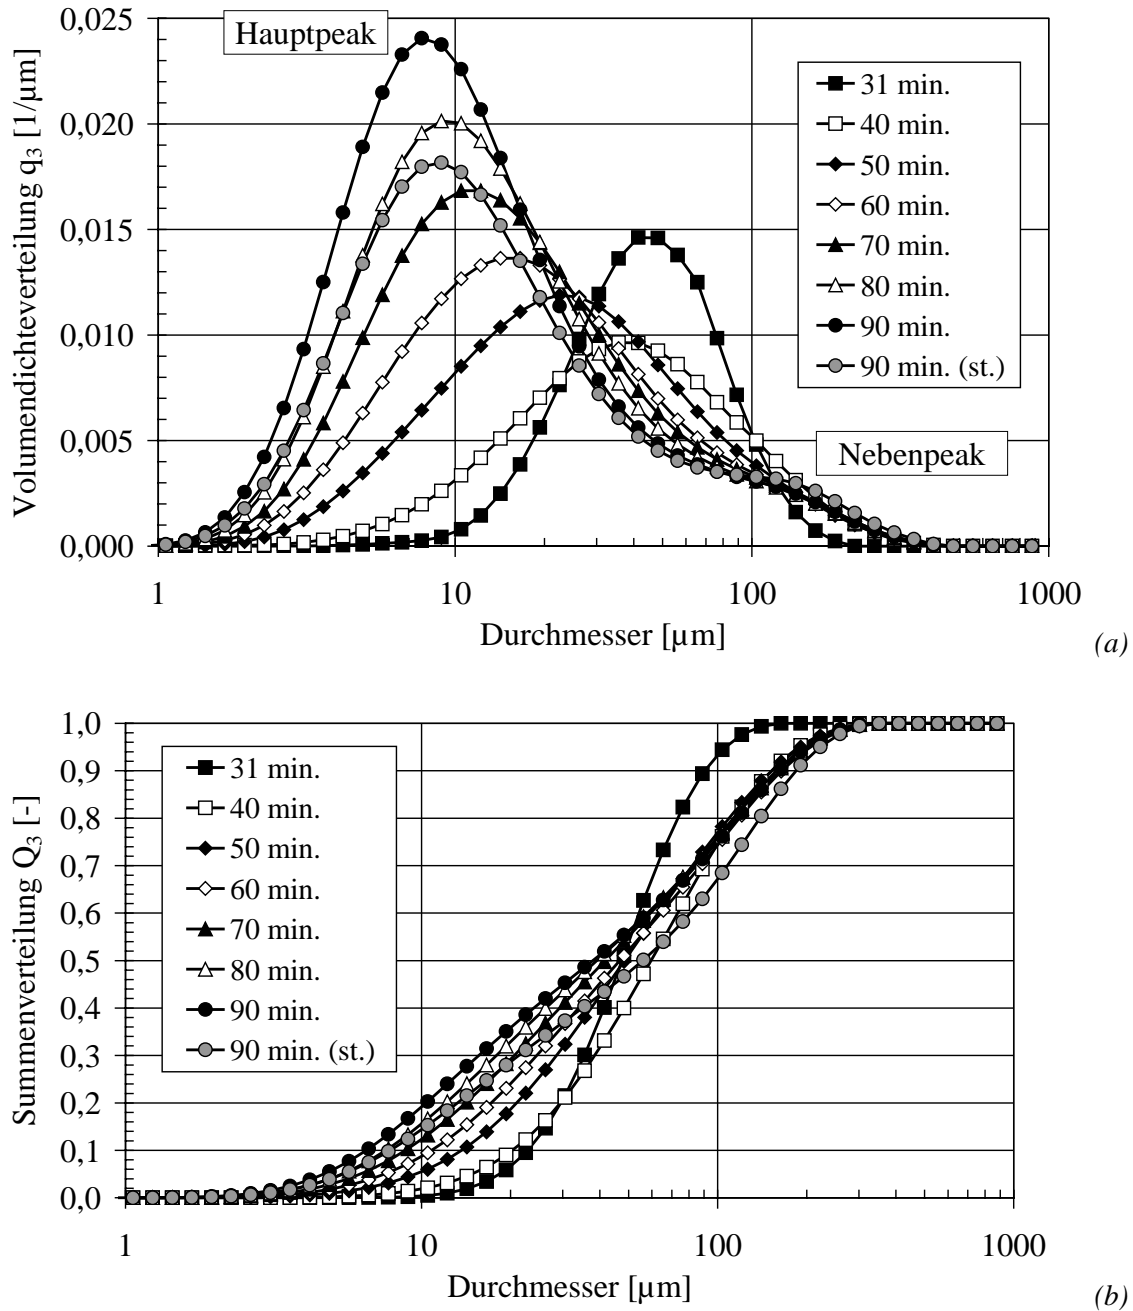 Volumendichteverteilung q3 [1/µm]
0,025
0,020
0,015
0,010
0,005
0,000
Hauptpeak
31 min.
40 min.
50 min.
60 min.
70 min.
80 min.
90 min.
90 min. (st.)
Nebenpeak
1 10 100 1000
Durchmesser [µm]
(a)
Summenverteilung Q3 [-]
1,0
0,9
0,8
0,7
0,6
0,5
0,4
0,3
0,2
0,1
0,0
31 min.
40 min.
50 min.
60 min.
70 min.
80 min.
90 min.
90 min. (st.)
1 10 100 1000
Durchmesser [µm]
(b)